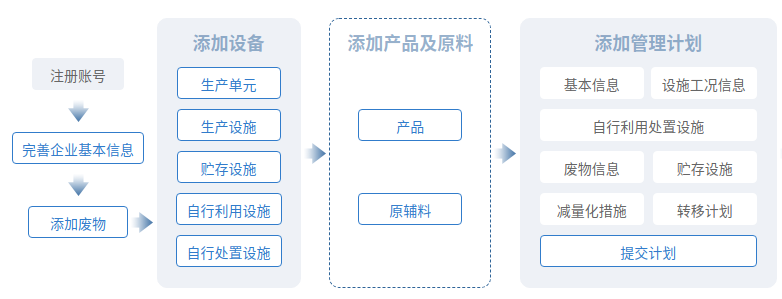 注册账号
完善企业基本信息
添加废物
添加设备
生产单元
生产设施
贮存设施
自行利用设施
自行处置设施
添加产品及原料
产品
原辅料
添加管理计划
基本信息
设施工况信息
自行利用处置设施
废物信息
贮存设施
减量化措施
转移计划
提交计划